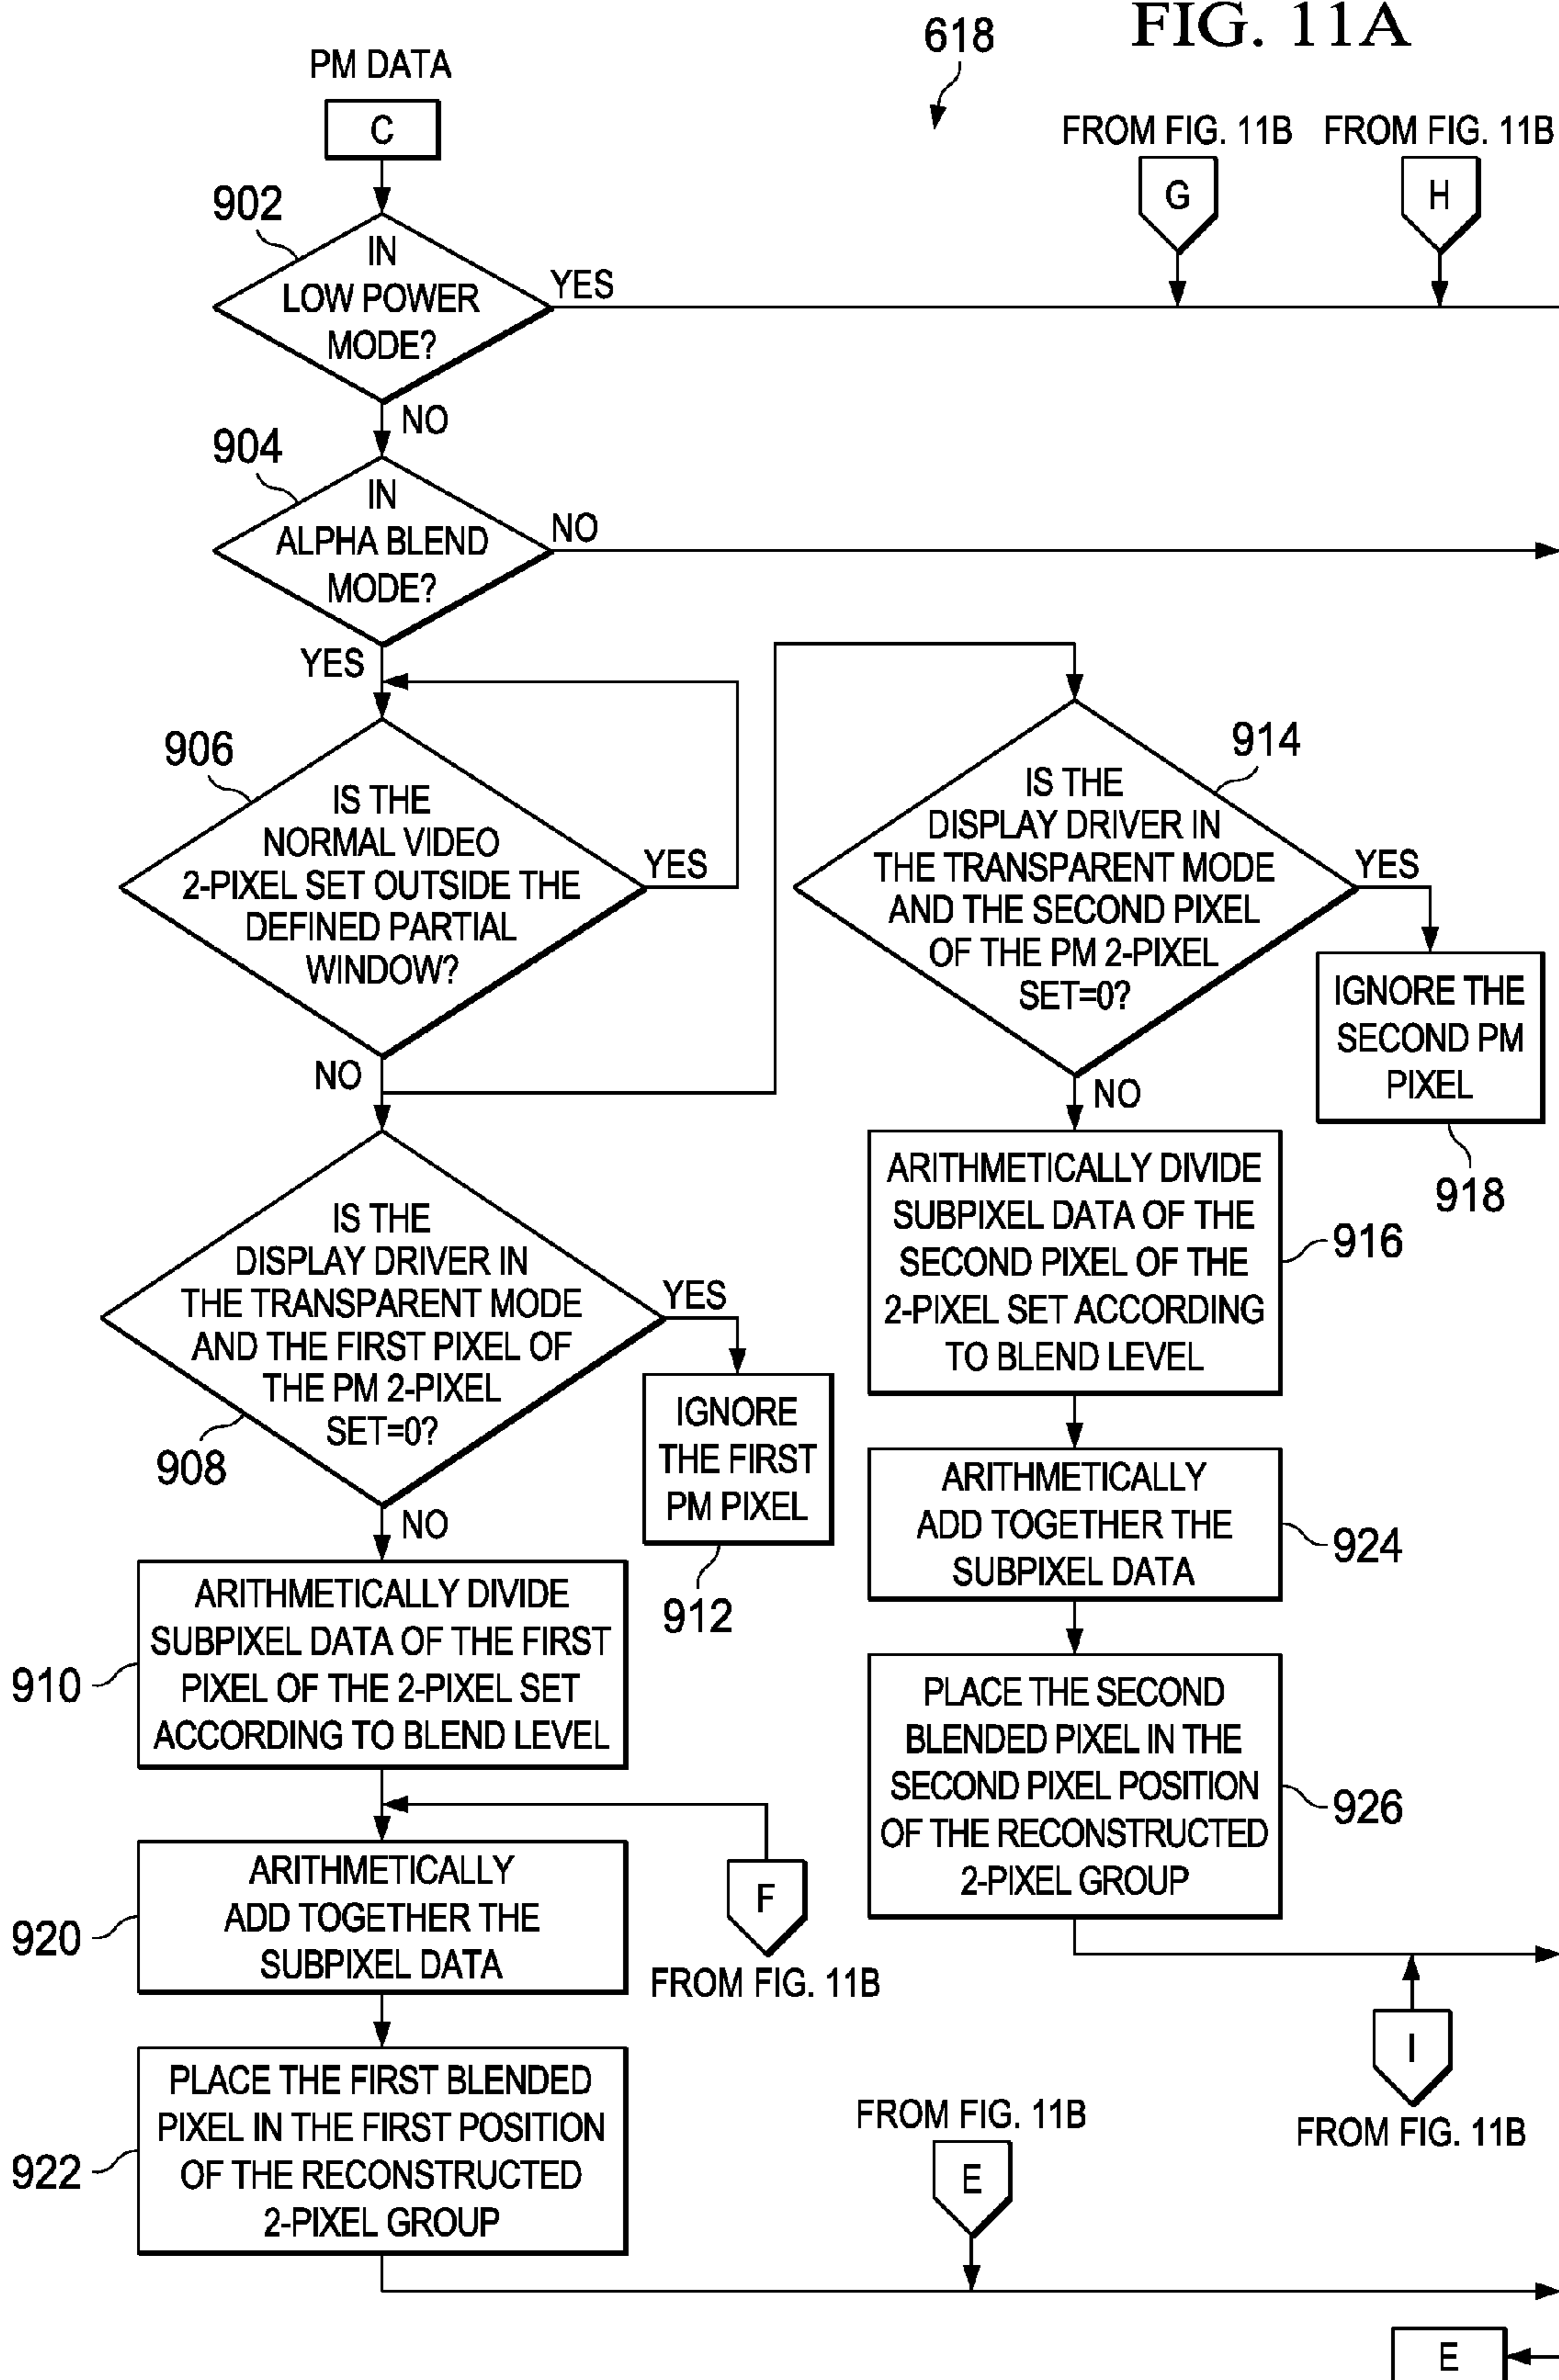 FIG. 11A
618
PM DATA
C
FROM FIG. 11B
G
FROM FIG. 11B
H
902
IN
LOW POWER
MODE?
YES
NO
904
IN
ALPHA BLEND
MODE?
NO
YES
906
IS THE
NORMAL VIDEO
2-PIXEL SET OUTSIDE THE
DEFINED PARTIAL
WINDOW?
YES
NO
908
IS THE
DISPLAY DRIVER IN
THE TRANSPARENT MODE
AND THE FIRST PIXEL OF
THE PM 2-PIXEL
SET=0?
YES
IGNORE
THE FIRST
PM PIXEL
912
NO
910
ARITHMETICALLY DIVIDE
SUBPIXEL DATA OF THE FIRST
PIXEL OF THE 2-PIXEL SET
ACCORDING TO BLEND LEVEL
F
FROM FIG. 11B
920
ARITHMETICALLY
ADD TOGETHER THE
SUBPIXEL DATA
922
PLACE THE FIRST BLENDED
PIXEL IN THE FIRST POSITION
OF THE RECONSTRUCTED
2-PIXEL GROUP
914
IS THE
DISPLAY DRIVER IN
THE TRANSPARENT MODE
AND THE SECOND PIXEL
OF THE PM 2-PIXEL
SET=0?
YES
IGNORE THE
SECOND PM
PIXEL
918
NO
ARITHMETICALLY DIVIDE
SUBPIXEL DATA OF THE
SECOND PIXEL OF THE
2-PIXEL SET ACCORDING
TO BLEND LEVEL
916
ARITHMETICALLY
ADD TOGETHER THE
SUBPIXEL DATA
924
PLACE THE SECOND
BLENDED PIXEL IN THE
SECOND PIXEL POSITION
OF THE RECONSTRUCTED
2-PIXEL GROUP
926
I
FROM FIG. 11B
FROM FIG. 11B
E
E